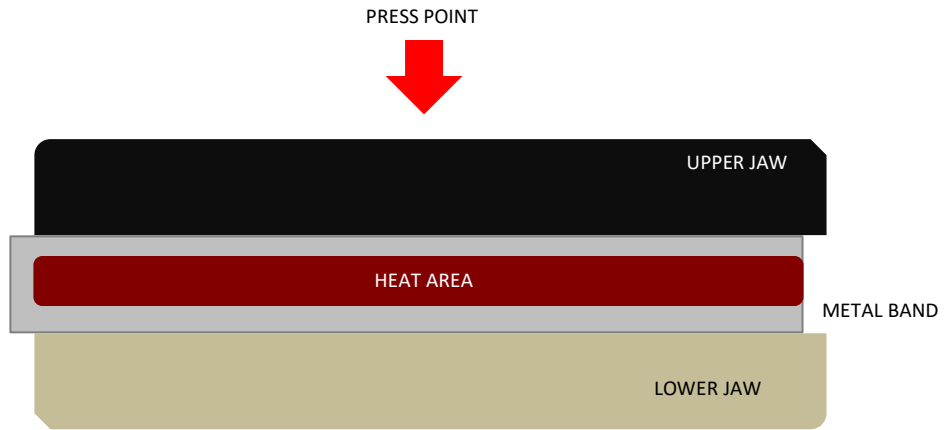 PRESS POINT
UPPER JAW
HEAT AREA
METAL BAND
LOWER JAW